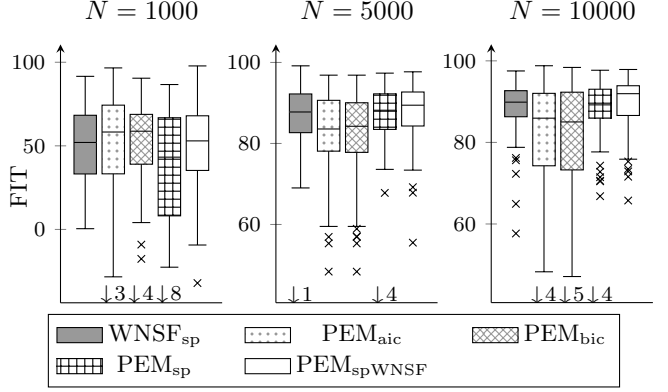 N = 1000 N = 5000 N = 10000
100 100 100
50 80 80
0 60 60
FIT
↓3 ↓4 ↓8 ↓1 ↓4 ↓4 ↓5 ↓4
WNSF_sp PEM_aic PEM_bic
PEM_sp PEM_spWNSF